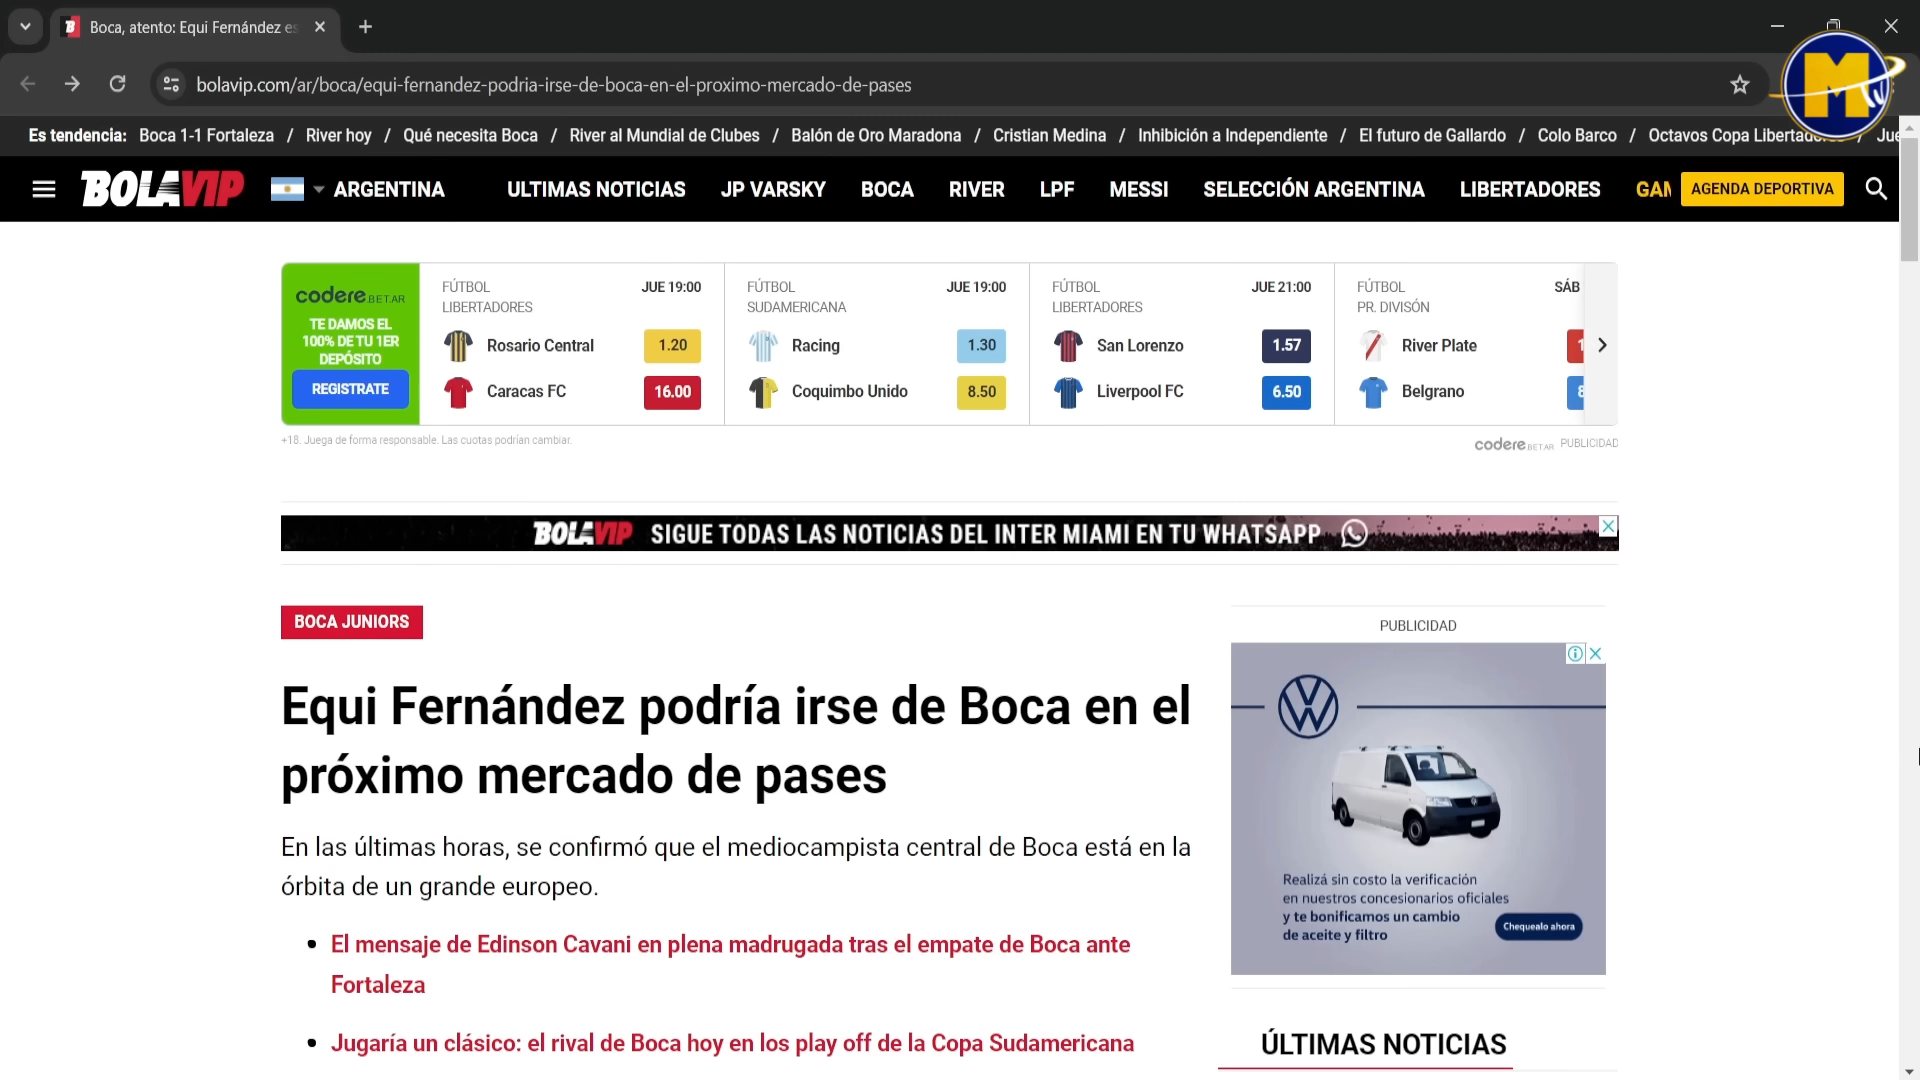 Boca, atento: Equi Fernández es
bolavip.com/ar/boca/equi-fernandez-podria-irse-de-boca-en-el-proximo-mercado-de-pases
Es tendencia: Boca 1-1 Fortaleza / River hoy / Qué necesita Boca / River al Mundial de Clubes / Balón de Oro Maradona / Cristian Medina / Inhibición a Independiente / El futuro de Gallardo / Colo Barco / Octavos Copa Libertado / Jue
BOLAVIP ARGENTINA ULTIMAS NOTICIAS JP VARSKY BOCA RIVER LPF MESSI SELECCIÓN ARGENTINA LIBERTADORES GAM AGENDA DEPORTIVA
codere BET.AR
TE DAMOS EL
100% DE TU 1ER
DEPÓSITO
REGISTRATE
FÚTBOL JUE 19:00
LIBERTADORES
Rosario Central 1.20
Caracas FC 16.00
FÚTBOL JUE 19:00
SUDAMERICANA
Racing 1.30
Coquimbo Unido 8.50
FÚTBOL JUE 21:00
LIBERTADORES
San Lorenzo 1.57
Liverpool FC 6.50
FÚTBOL SÁB
PR. DIVISÓN
River Plate 1
Belgrano 8
+18. Juega de forma responsable. Las cuotas podrían cambiar.
codere BET.AR PUBLICIDAD
BOLAVIP SIGUE TODAS LAS NOTICIAS DEL INTER MIAMI EN TU WHATSAPP
BOCA JUNIORS
Equi Fernández podría irse de Boca en el
próximo mercado de pases
En las últimas horas, se confirmó que el mediocampista central de Boca está en la
órbita de un grande europeo.
• El mensaje de Edinson Cavani en plena madrugada tras el empate de Boca ante
Fortaleza
• Jugaría un clásico: el rival de Boca hoy en los play off de la Copa Sudamericana
PUBLICIDAD
Realizá sin costo la verificación
en nuestros concesionarios oficiales
y te bonificamos un cambio
de aceite y filtro
Chequealo ahora
ÚLTIMAS NOTICIAS